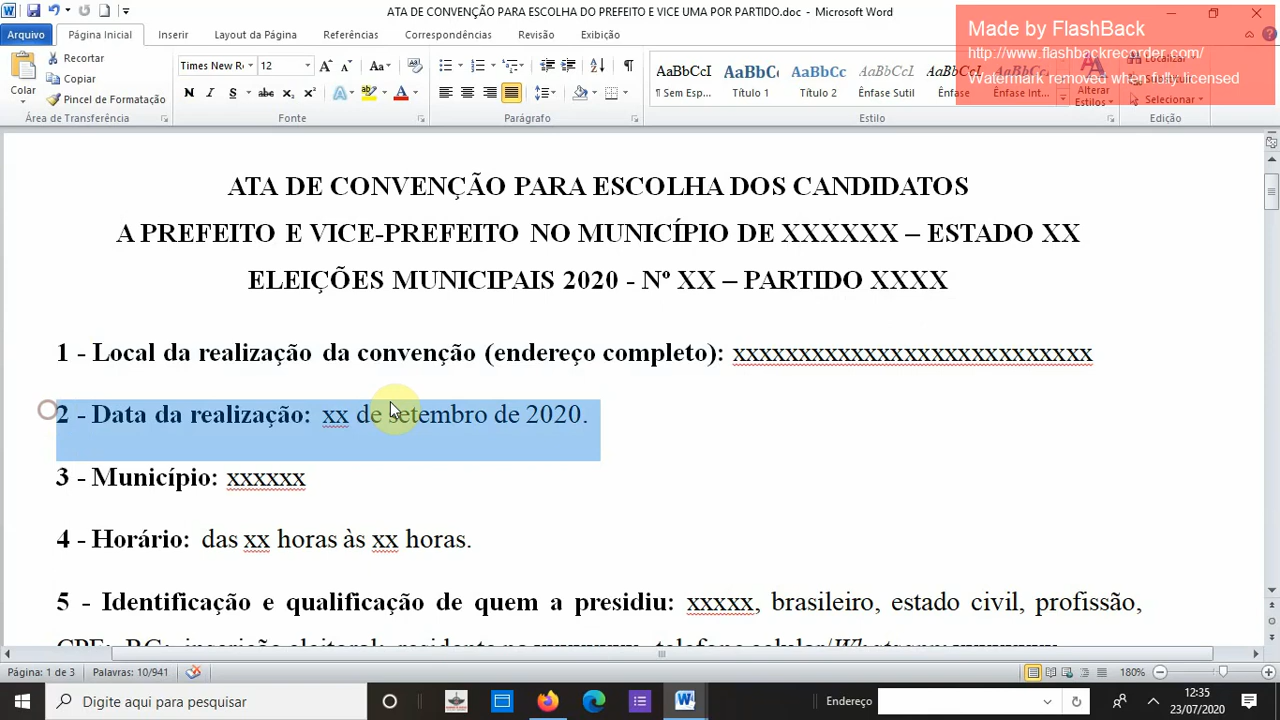 ATA DE CONVENÇÃO PARA ESCOLHA DO PREFEITO E VICE UMA POR PARTIDO.doc - Microsoft Word
Made by FlashBack
http://www.flashbackrecorder.com/
Watermark removed when fully licensed
Arquivo Página Inicial Inserir Layout da Página Referências Correspondências Revisão Exibição
Colar
Recortar
Copiar
Pincel de Formatação
Área de Transferência
Times New Ro 12
Fonte
Parágrafo
AaBbCcI AaBbCc AaBbCc AaBbCcI AaBbCcI AaBbCcI
¶ Sem Esp... Título 1 Título 2 Ênfase Sutil Ênfase Ênfase Int...
Alterar Estilos
Estilo
Localizar
Selecionar
Edição
ATA DE CONVENÇÃO PARA ESCOLHA DOS CANDIDATOS
A PREFEITO E VICE-PREFEITO NO MUNICÍPIO DE XXXXXX – ESTADO XX
ELEIÇÕES MUNICIPAIS 2020 - Nº XX – PARTIDO XXXX
1 - Local da realização da convenção (endereço completo): xxxxxxxxxxxxxxxxxxxxxxxxxxx
2 - Data da realização: xx de setembro de 2020.
3 - Município: xxxxxx
4 - Horário: das xx horas às xx horas.
5 - Identificação e qualificação de quem a presidiu: xxxxx, brasileiro, estado civil, profissão,
Página: 1 de 3 Palavras: 10/941 180%
Digite aqui para pesquisar
Endereço
12:35
23/07/2020